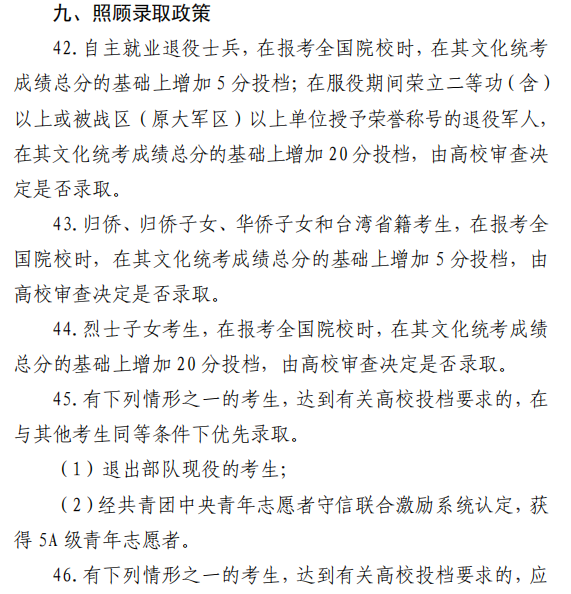 九、照顾录取政策
42.自主就业退役士兵，在报考全国院校时，在其文化统考
成绩总分的基础上增加5分投档；在服役期间荣立二等功（含）
以上或被战区（原大军区）以上单位授予荣誉称号的退役军人，
在其文化统考成绩总分的基础上增加20分投档，由高校审查决
定是否录取。
43.归侨、归侨子女、华侨子女和台湾省籍考生，在报考全
国院校时，在其文化统考成绩总分的基础上增加5分投档，由
高校审查决定是否录取。
44.烈士子女考生，在报考全国院校时，在其文化统考成绩
总分的基础上增加20分投档，由高校审查决定是否录取。
45.有下列情形之一的考生，达到有关高校投档要求的，在
与其他考生同等条件下优先录取。
（1）退出部队现役的考生；
（2）经共青团中央青年志愿者守信联合激励系统认定，获
得5A级青年志愿者。
46.有下列情形之一的考生，达到有关高校投档要求的，应